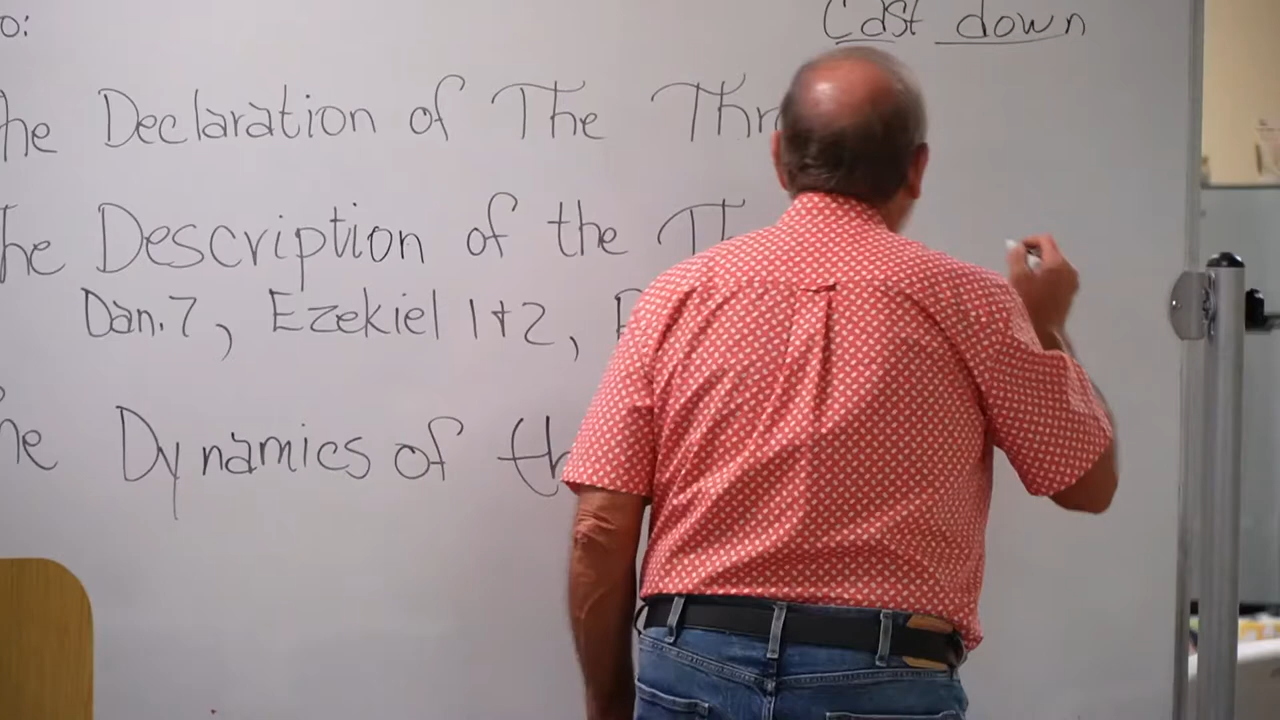 o:
Cast down
he Declaration of The Thr
he Description of the T
Dan.7, Ezekiel 1+2,
he Dynamics of th